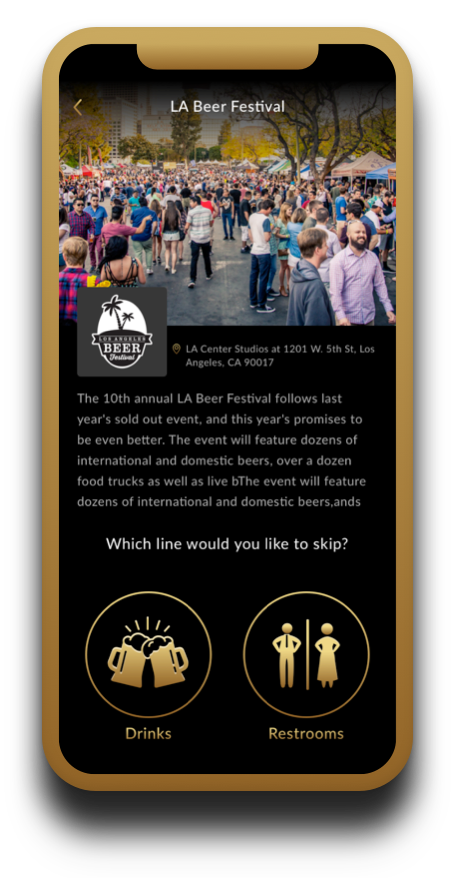 LA Beer Festival
LOS ANGELES
BEER
Festival
LA Center Studios at 1201 W. 5th St, Los
Angeles, CA 90017
The 10th annual LA Beer Festival follows last
year's sold out event, and this year's promises to
be even better. The event will feature dozens of
international and domestic beers, over a dozen
food trucks as well as live bThe event will feature
dozens of international and domestic beers,ands
Which line would you like to skip?
Drinks
Restrooms